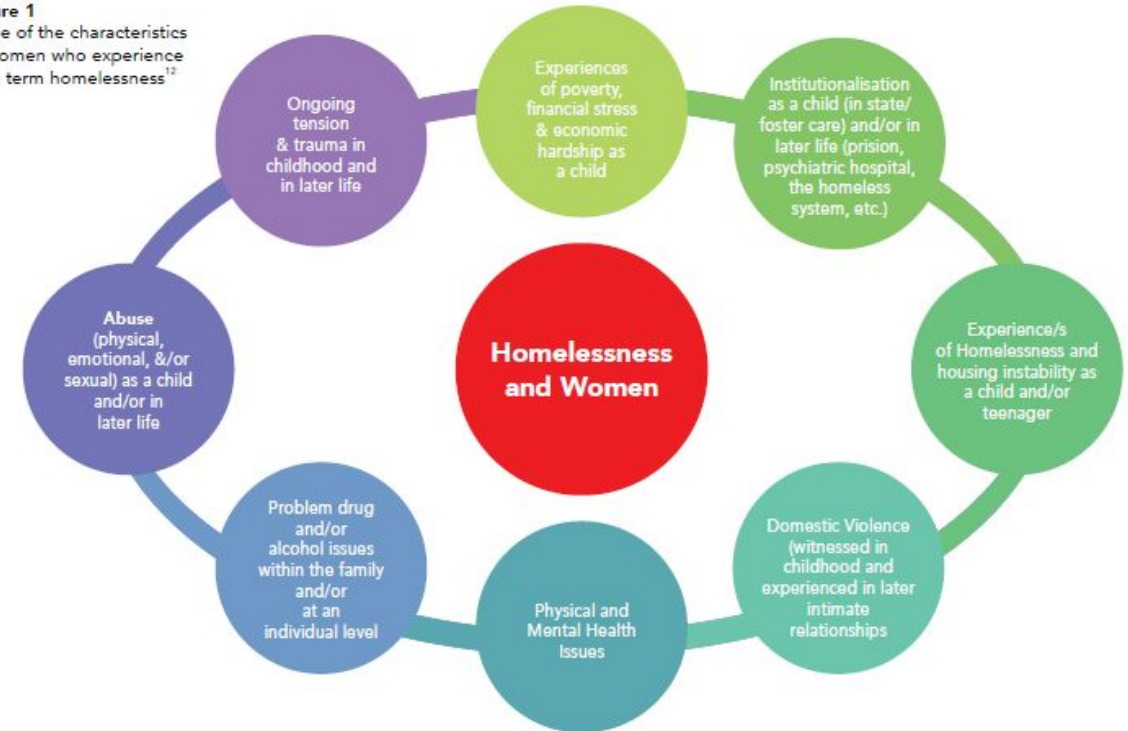 ure 1
e of the characteristics
omen who experience
term homelessness¹²
Experiences
of poverty,
financial stress
& economic
hardship as
a child
Institutionalisation
as a child (in state/
foster care) and/or in
later life (prision,
psychiatric hospital,
the homeless
system, etc.)
Experience/s
of Homelessness and
housing instability as
a child and/or
teenager
Domestic Violence
(witnessed in
childhood and
experienced in later
intimate
relationships
Physical and
Mental Health
Issues
Problem drug
and/or
alcohol issues
within the family
and/or
at an
individual level
Abuse
(physical,
emotional, &/or
sexual) as a child
and/or in
later life
Ongoing
tension
& trauma in
childhood and
in later life
Homelessness
and Women